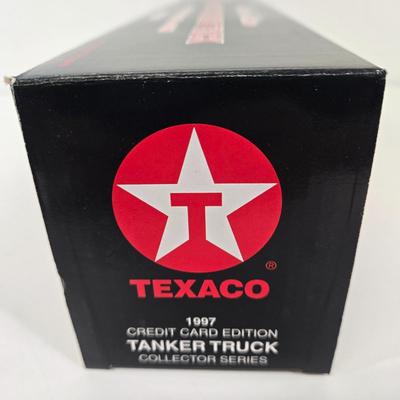 T
®
TEXACO
1997
CREDIT CARD EDITION
TANKER TRUCK
COLLECTOR SERIES